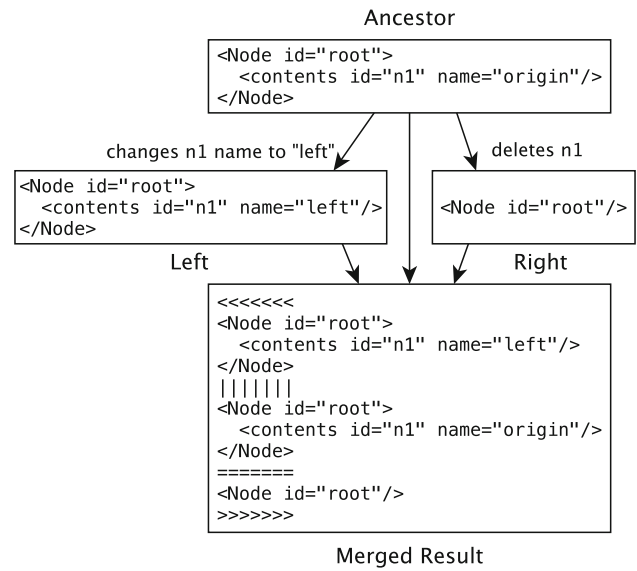 Ancestor
<Node id="root">
  <contents id="n1" name="origin"/>
</Node>
changes n1 name to "left"
deletes n1
<Node id="root">
  <contents id="n1" name="left"/>
</Node>
<Node id="root"/>
Left
Right
<<<<<<<
<Node id="root">
  <contents id="n1" name="left"/>
</Node>
|||||||
<Node id="root">
  <contents id="n1" name="origin"/>
</Node>
=======
<Node id="root"/>
>>>>>>>
Merged Result